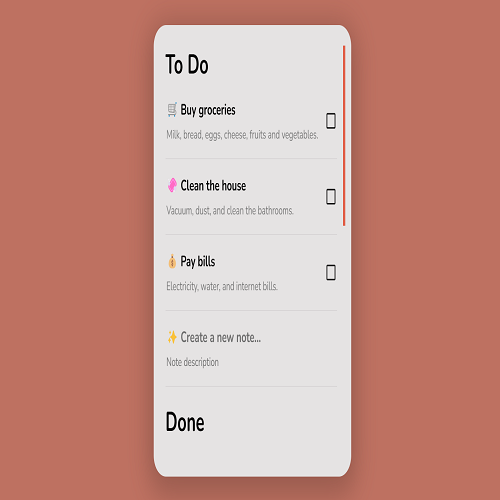 To Do
🛒 Buy groceries
Milk, bread, eggs, cheese, fruits and vegetables.
🧼 Clean the house
Vacuum, dust, and clean the bathrooms.
💰 Pay bills
Electricity, water, and internet bills.
✨ Create a new note...
Note description
Done